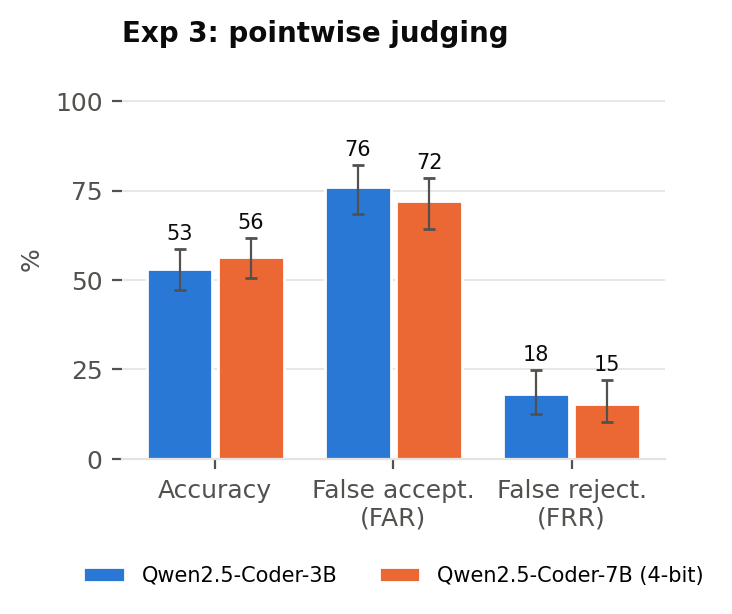 Exp 3: pointwise judging
100
75
50
25
0
%
53
56
76
72
18
15
Accuracy
False accept.
(FAR)
False reject.
(FRR)
Qwen2.5-Coder-3B
Qwen2.5-Coder-7B (4-bit)